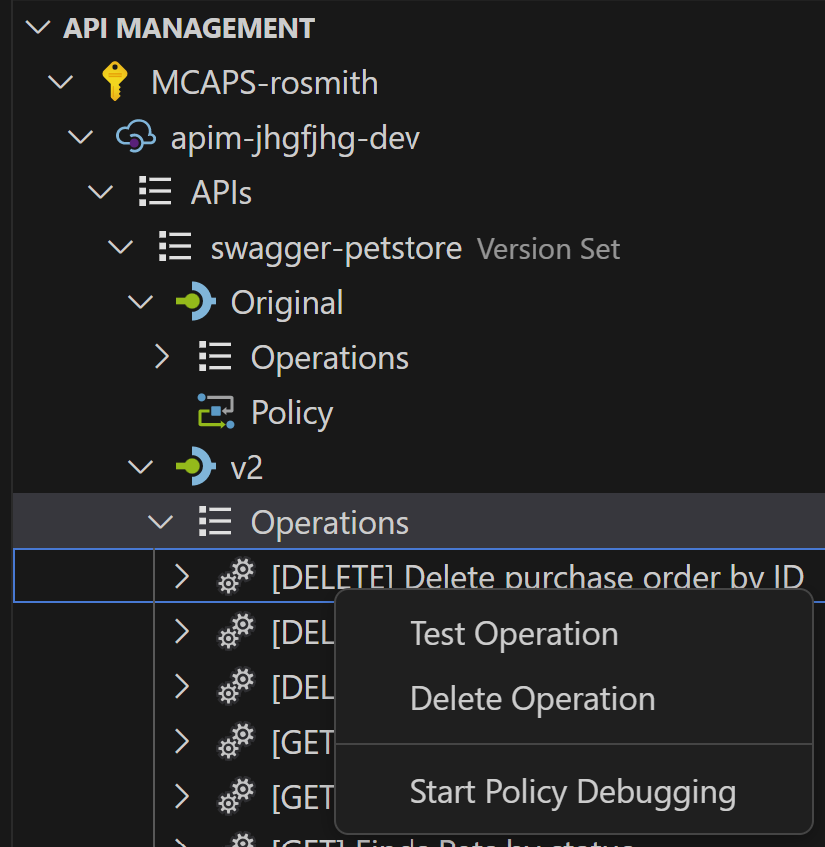 API MANAGEMENT
MCAPS-rosmith
apim-jhgfjhg-dev
APIs
swagger-petstore Version Set
Original
Operations
Policy
v2
Operations
[DELETE] Delete purchase order by ID
[DEL
[DEL
[GET
[GET
[GET] Finds Pets by status
Test Operation
Delete Operation
Start Policy Debugging